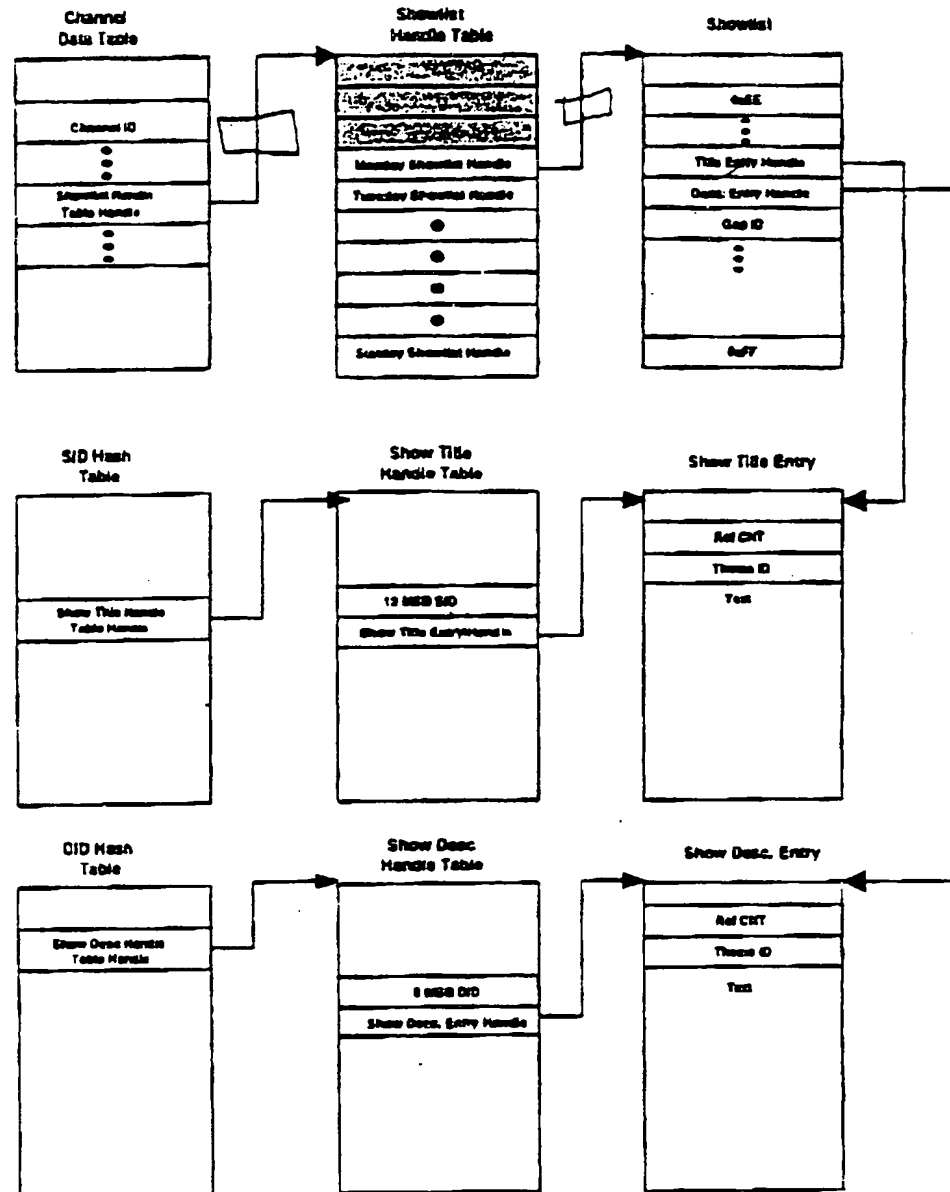 Channel
Data Table
Showlist
Handle Table
Showlist
Channel ID
Showlist Handle
Table Handle
Monday Showlist Handle
Tuesday Showlist Handle
Sunday Showlist Handle
Title Entry Handle
Desc. Entry Handle
Gap ID
0xFF
SID Hash
Table
Show Title
Handle Table
Show Title Entry
Show Title Handle
Table Handle
12 MSB SID
Show Title Entry Handle
Ref CNT
Theme ID
Text
DID Hash
Table
Show Desc
Handle Table
Show Desc. Entry
Show Desc Handle
Table Handle
8 MSB DID
Show Desc. Entry Handle
Ref CNT
Theme ID
Text